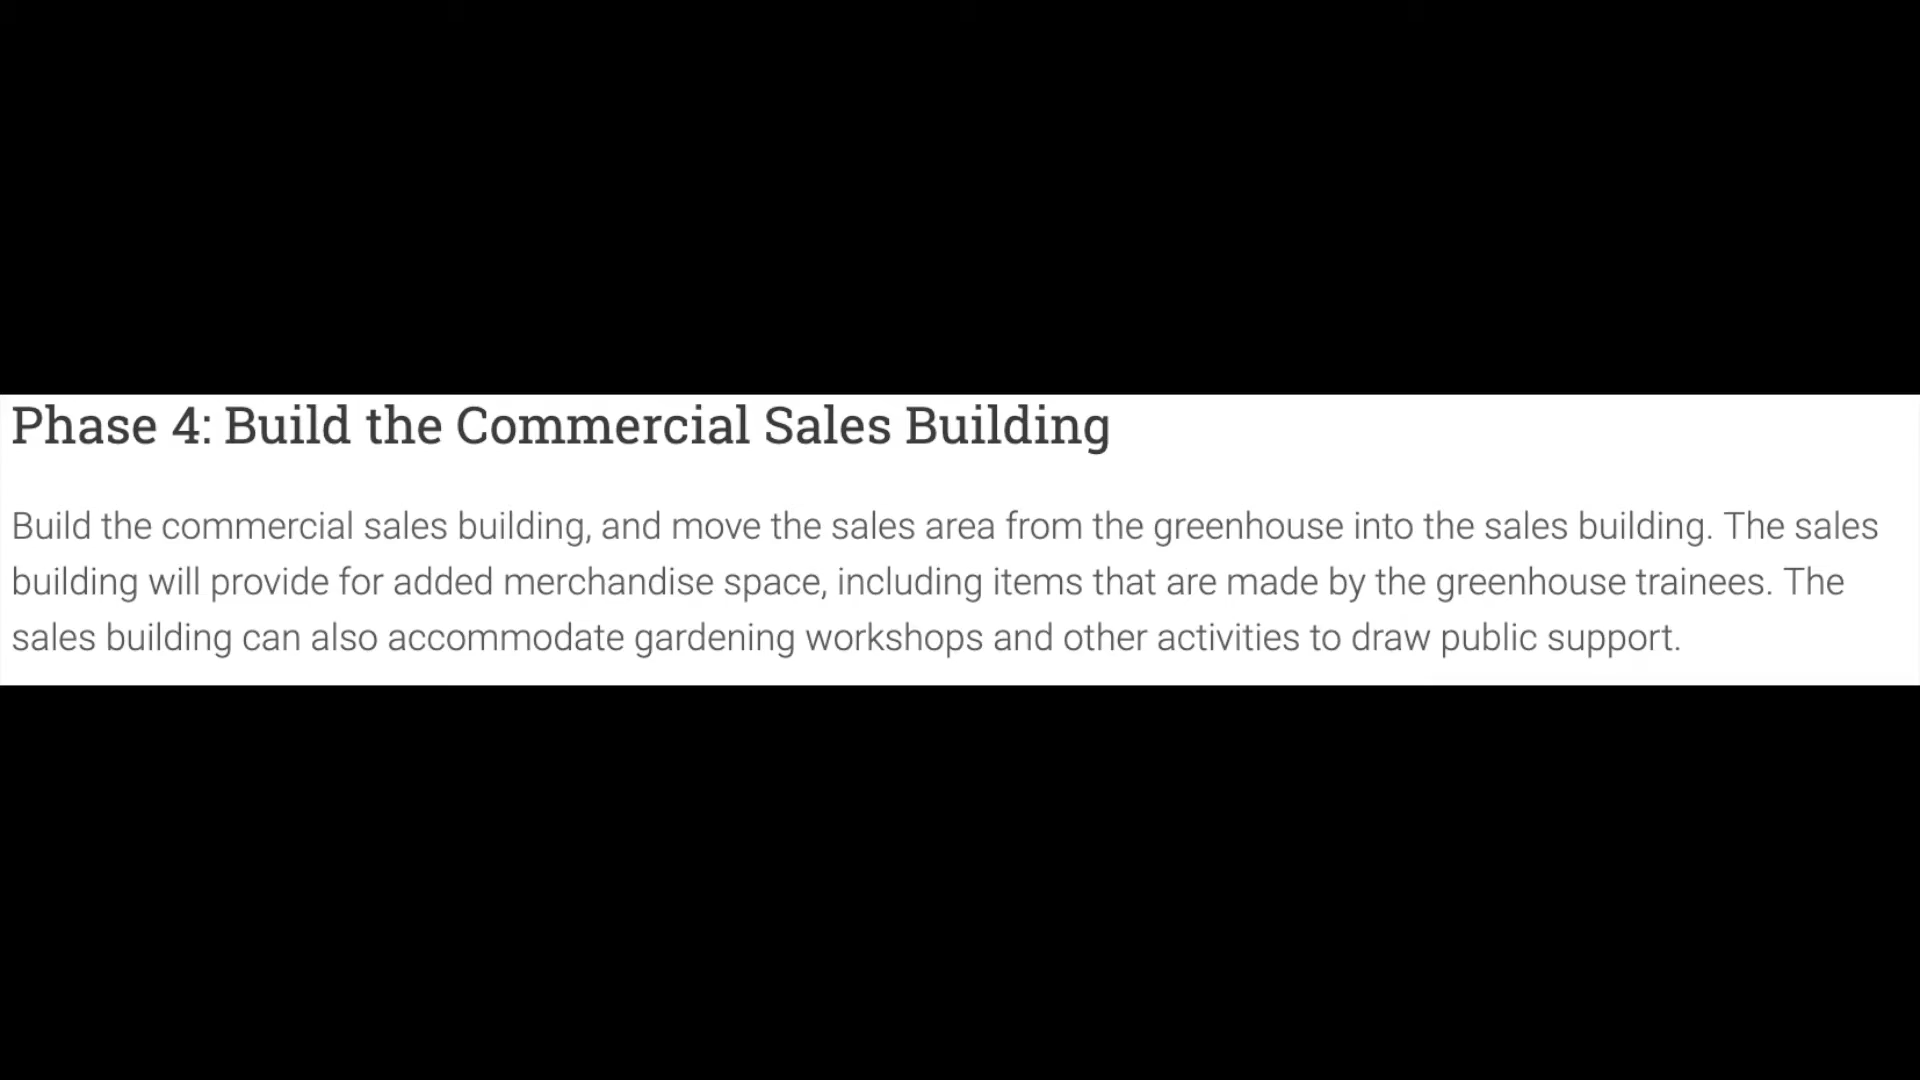 Phase 4: Build the Commercial Sales Building
Build the commercial sales building, and move the sales area from the greenhouse into the sales building. The sales
building will provide for added merchandise space, including items that are made by the greenhouse trainees. The
sales building can also accommodate gardening workshops and other activities to draw public support.